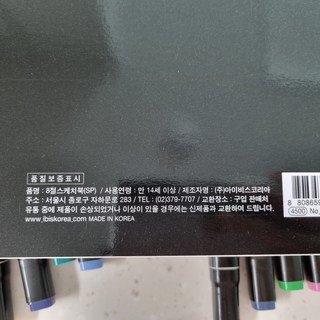 품질보증표시
품명 : 8절스케치북(SP) / 사용연령 : 만 14세 이상 / 제조자명 : (주)아이비스코리아
주소 : 서울시 종로구 자하문로 283 / TEL : 02)379-7707 / 교환장소 : 구입 판매처
유통 중에 제품이 손상되었거나 이상이 있을 경우에는 신제품과 교환하여 드립니다.
www.ibiskorea.com MADE IN KOREA
8 808659
4500 No.